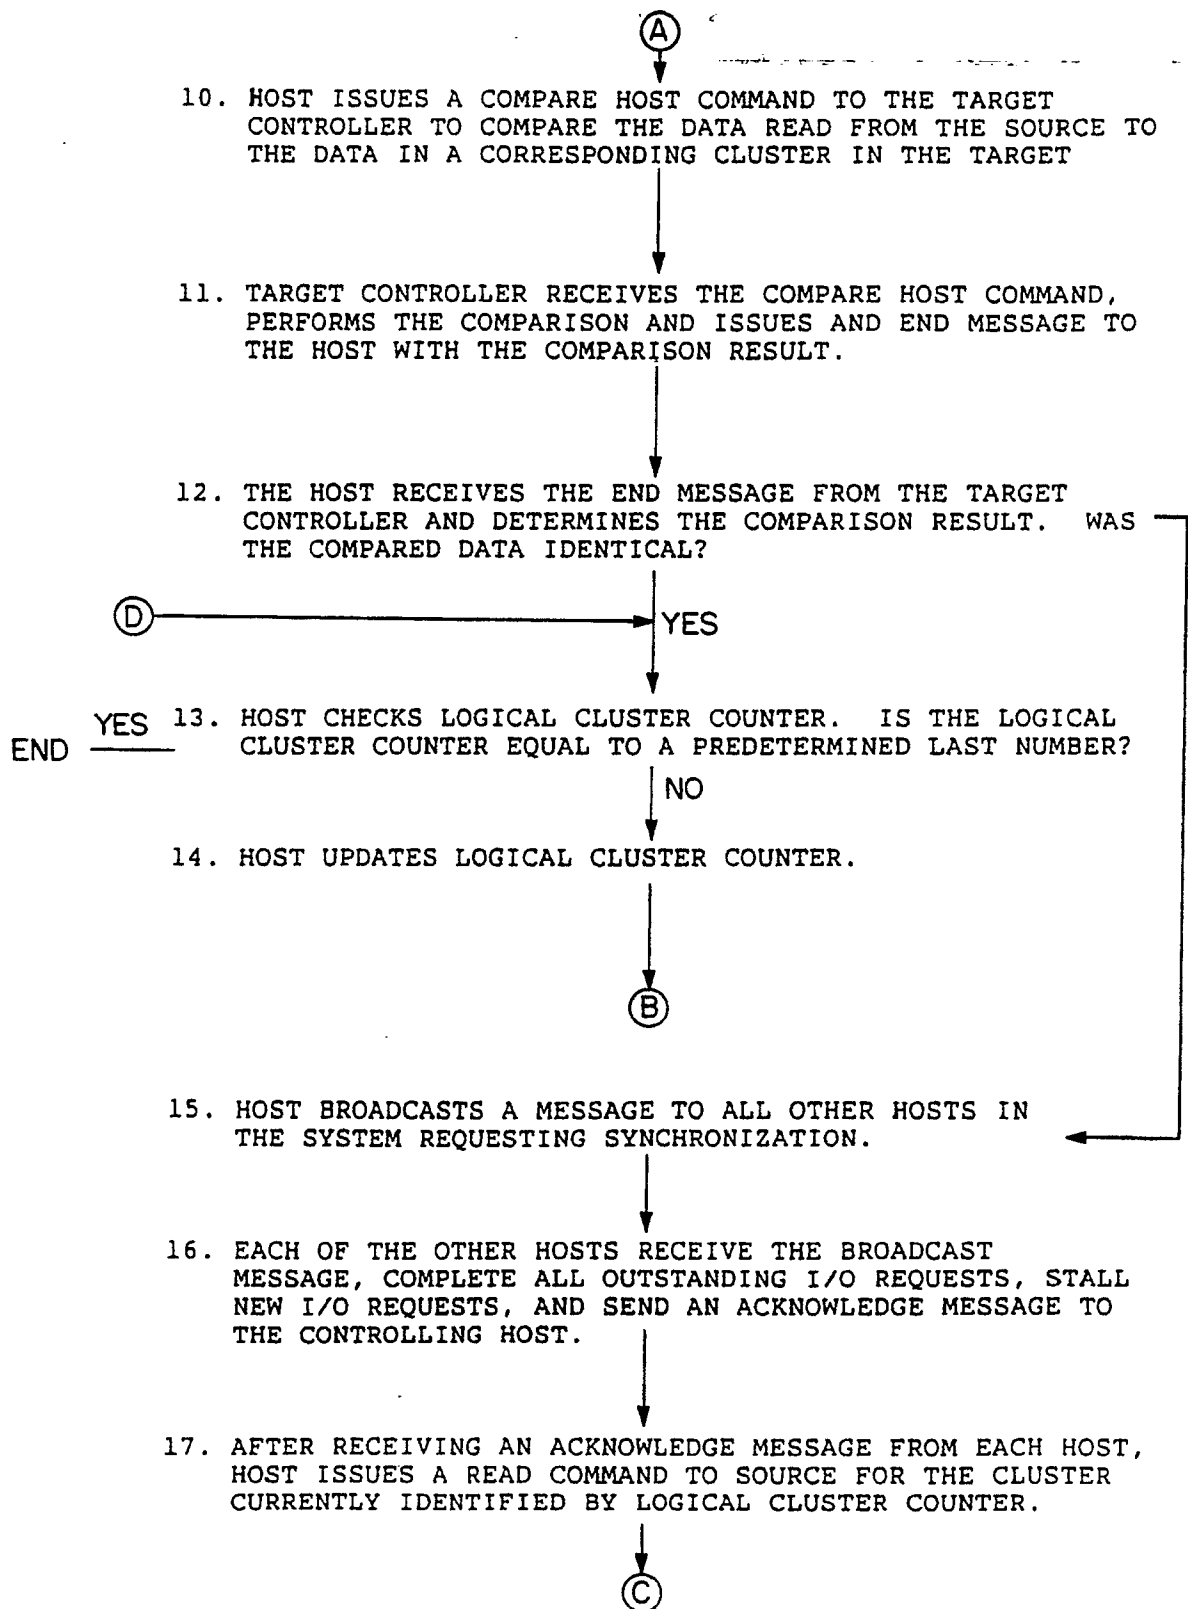 A
10. HOST ISSUES A COMPARE HOST COMMAND TO THE TARGET
CONTROLLER TO COMPARE THE DATA READ FROM THE SOURCE TO
THE DATA IN A CORRESPONDING CLUSTER IN THE TARGET
11. TARGET CONTROLLER RECEIVES THE COMPARE HOST COMMAND,
PERFORMS THE COMPARISON AND ISSUES AND END MESSAGE TO
THE HOST WITH THE COMPARISON RESULT.
12. THE HOST RECEIVES THE END MESSAGE FROM THE TARGET
CONTROLLER AND DETERMINES THE COMPARISON RESULT. WAS
THE COMPARED DATA IDENTICAL?
D
YES
YES 13. HOST CHECKS LOGICAL CLUSTER COUNTER. IS THE LOGICAL
END CLUSTER COUNTER EQUAL TO A PREDETERMINED LAST NUMBER?
NO
14. HOST UPDATES LOGICAL CLUSTER COUNTER.
B
15. HOST BROADCASTS A MESSAGE TO ALL OTHER HOSTS IN
THE SYSTEM REQUESTING SYNCHRONIZATION.
16. EACH OF THE OTHER HOSTS RECEIVE THE BROADCAST
MESSAGE, COMPLETE ALL OUTSTANDING I/O REQUESTS, STALL
NEW I/O REQUESTS, AND SEND AN ACKNOWLEDGE MESSAGE TO
THE CONTROLLING HOST.
17. AFTER RECEIVING AN ACKNOWLEDGE MESSAGE FROM EACH HOST,
HOST ISSUES A READ COMMAND TO SOURCE FOR THE CLUSTER
CURRENTLY IDENTIFIED BY LOGICAL CLUSTER COUNTER.
C